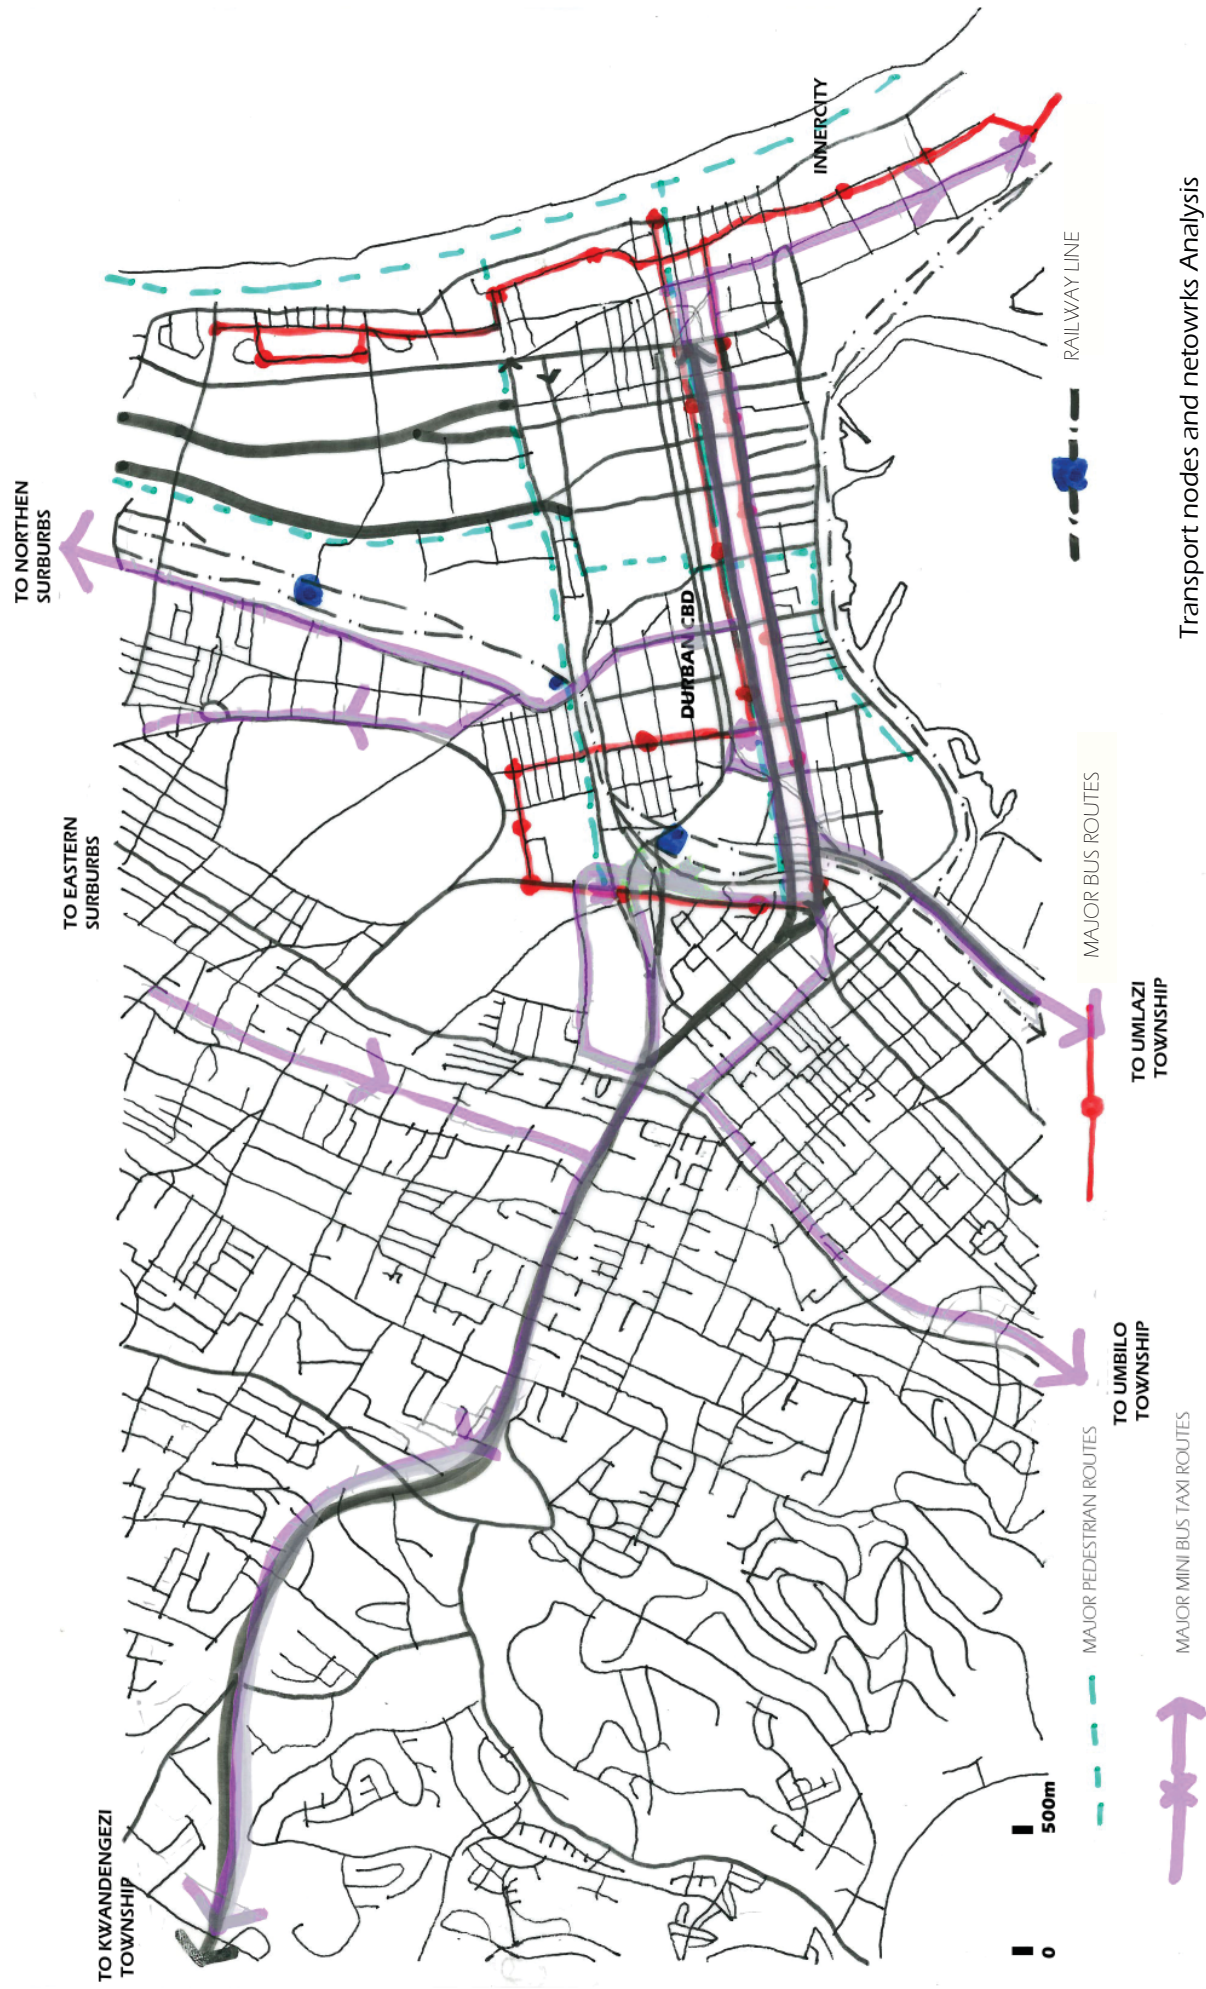 TO KWANDENGEZI
TOWNSHIP
TO EASTERN
SURBURBS
TO NORTHEN
SURBURBS
DURBAN CBD
INNERCITY
0
500m
TO UMBILO
TOWNSHIP
TO UMLAZI
TOWNSHIP
MAJOR PEDESTRIAN ROUTES
MAJOR BUS ROUTES
RAILWAY LINE
MAJOR MINI BUS TAXI ROUTES
Transport nodes and netowrks Analysis